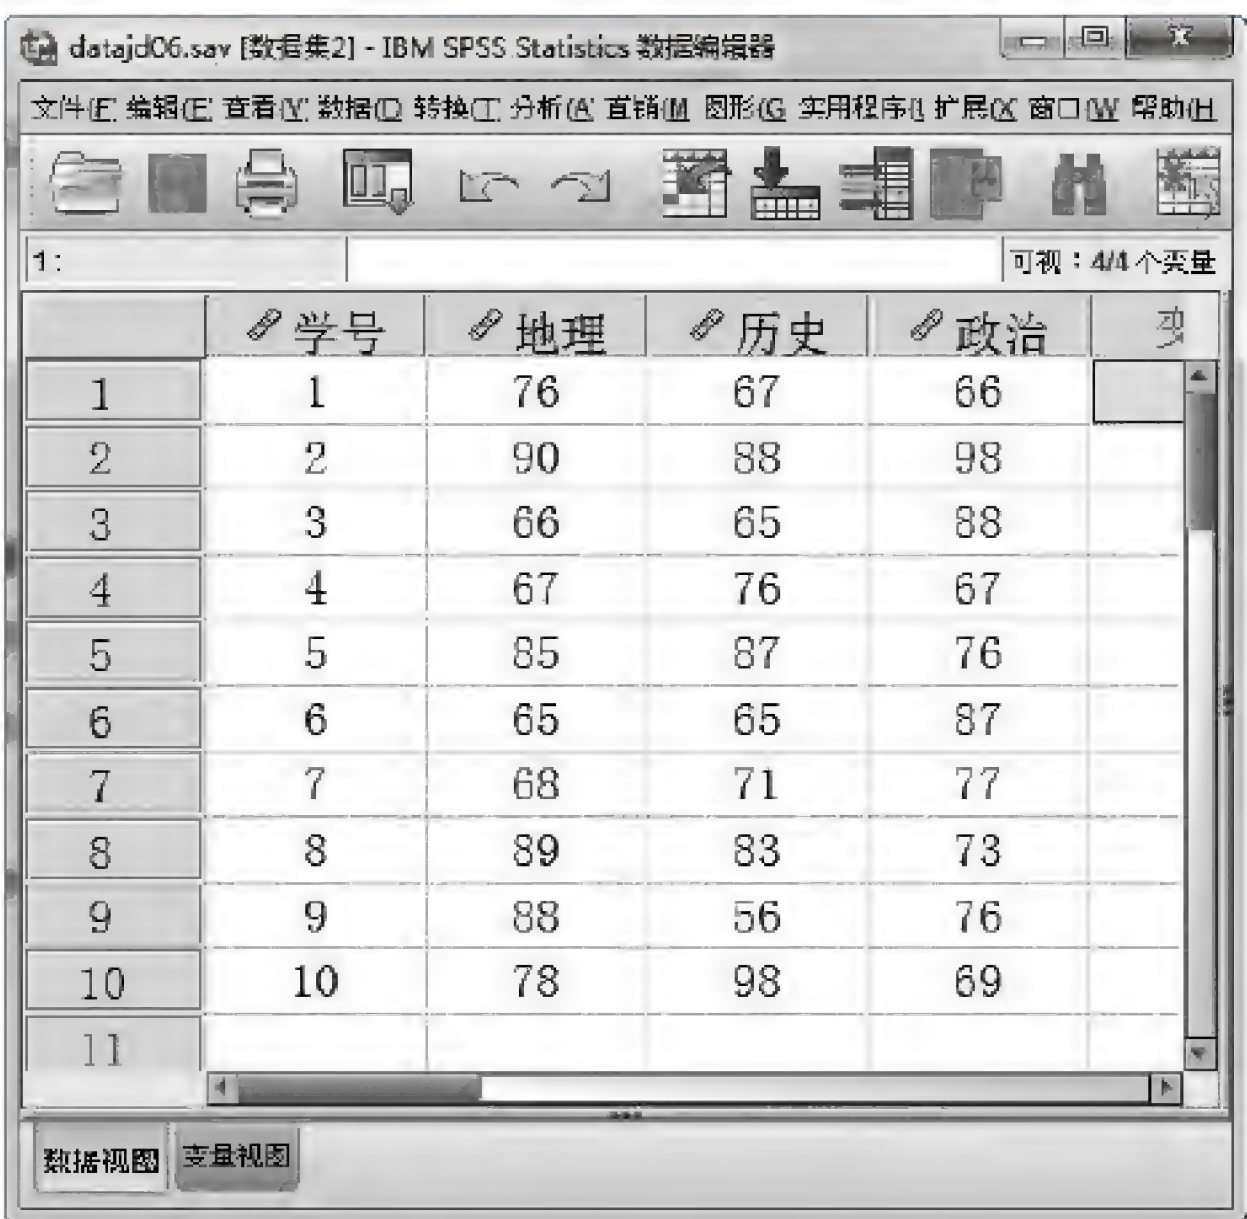 datajd06.sav [数据集2] - IBM SPSS Statistics 数据编辑器
文件(F 编辑(E 查看(V 数据(D 转换(T 分析(A 直销(M 图形(G 实用程序(L 扩展(X 窗口(W 帮助(H
1:
可视：4/4 个变量
学号 地理 历史 政治 变
1 1 76 67 66
2 2 90 88 98
3 3 66 65 88
4 4 67 76 67
5 5 85 87 76
6 6 65 65 87
7 7 68 71 77
8 8 89 83 73
9 9 88 56 76
10 10 78 98 69
11
数据视图 变量视图